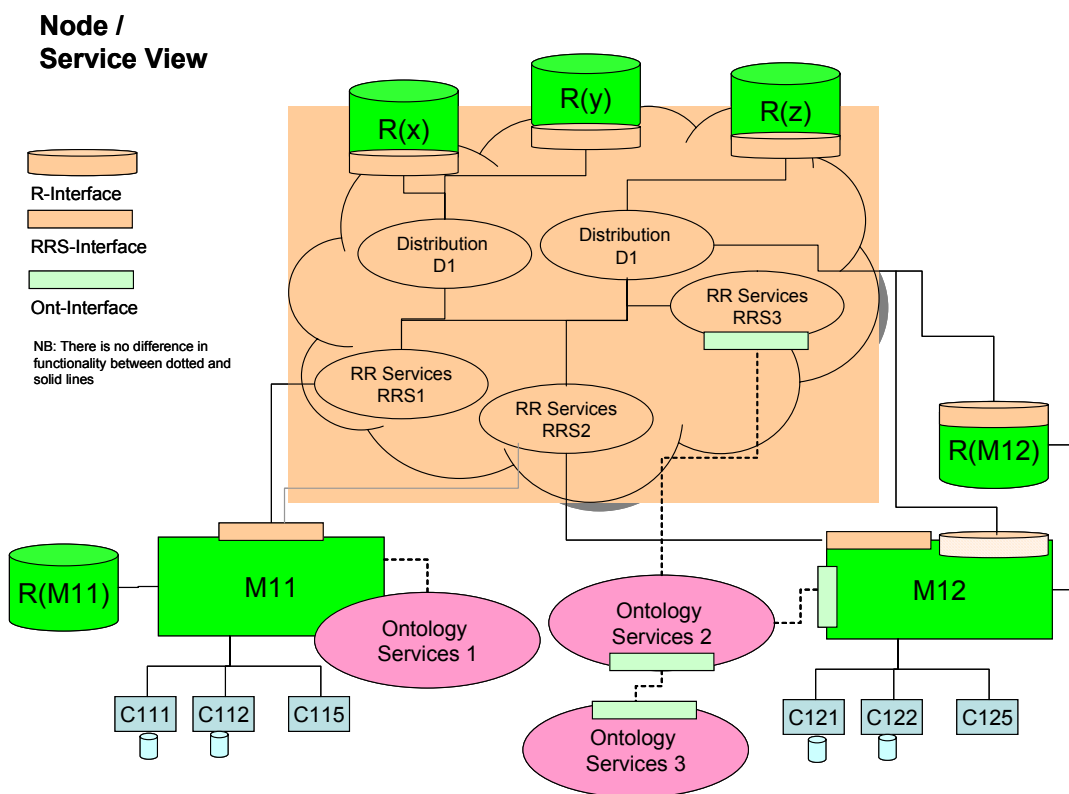 Node /
Service View
R(x)
R(y)
R(z)
R-Interface
RRS-Interface
Ont-Interface
NB: There is no difference in
functionality between dotted and
solid lines
Distribution
D1
Distribution
D1
RR Services
RRS3
RR Services
RRS1
RR Services
RRS2
R(M12)
R(M11)
M11
M12
Ontology
Services 1
Ontology
Services 2
Ontology
Services 3
C111
C112
C115
C121
C122
C125